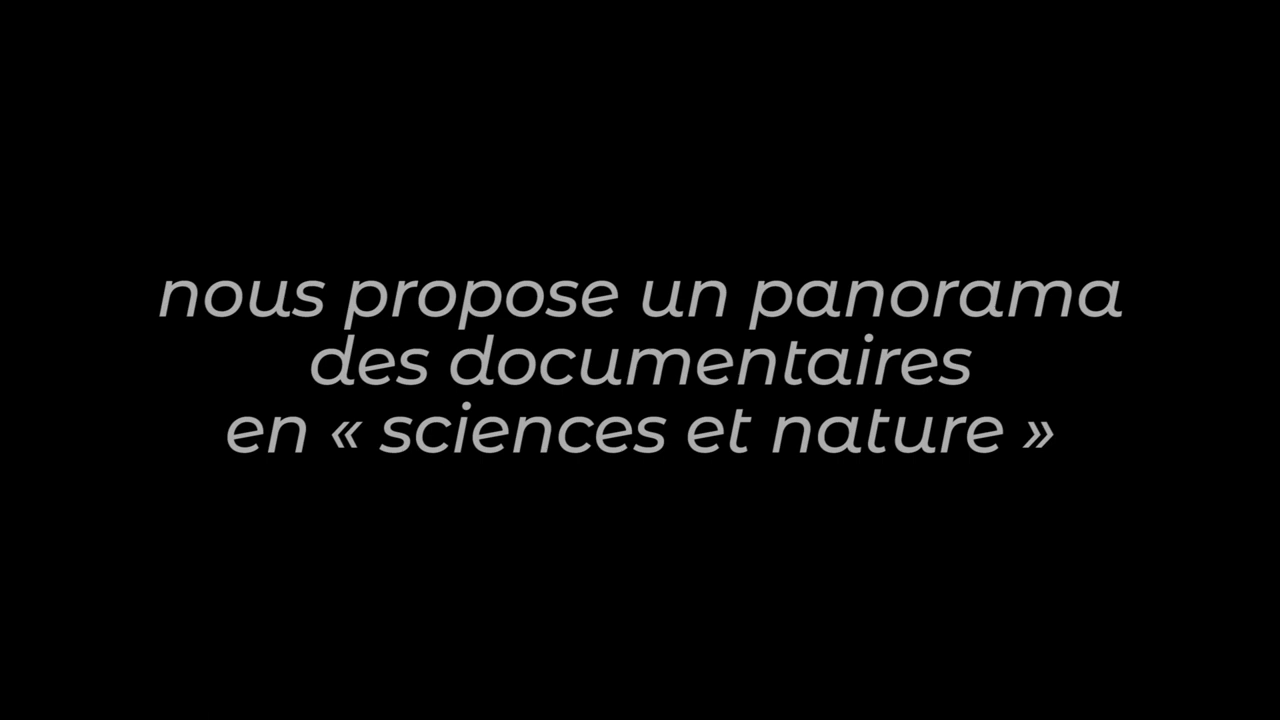 nous propose un panorama
des documentaires
en « sciences et nature »